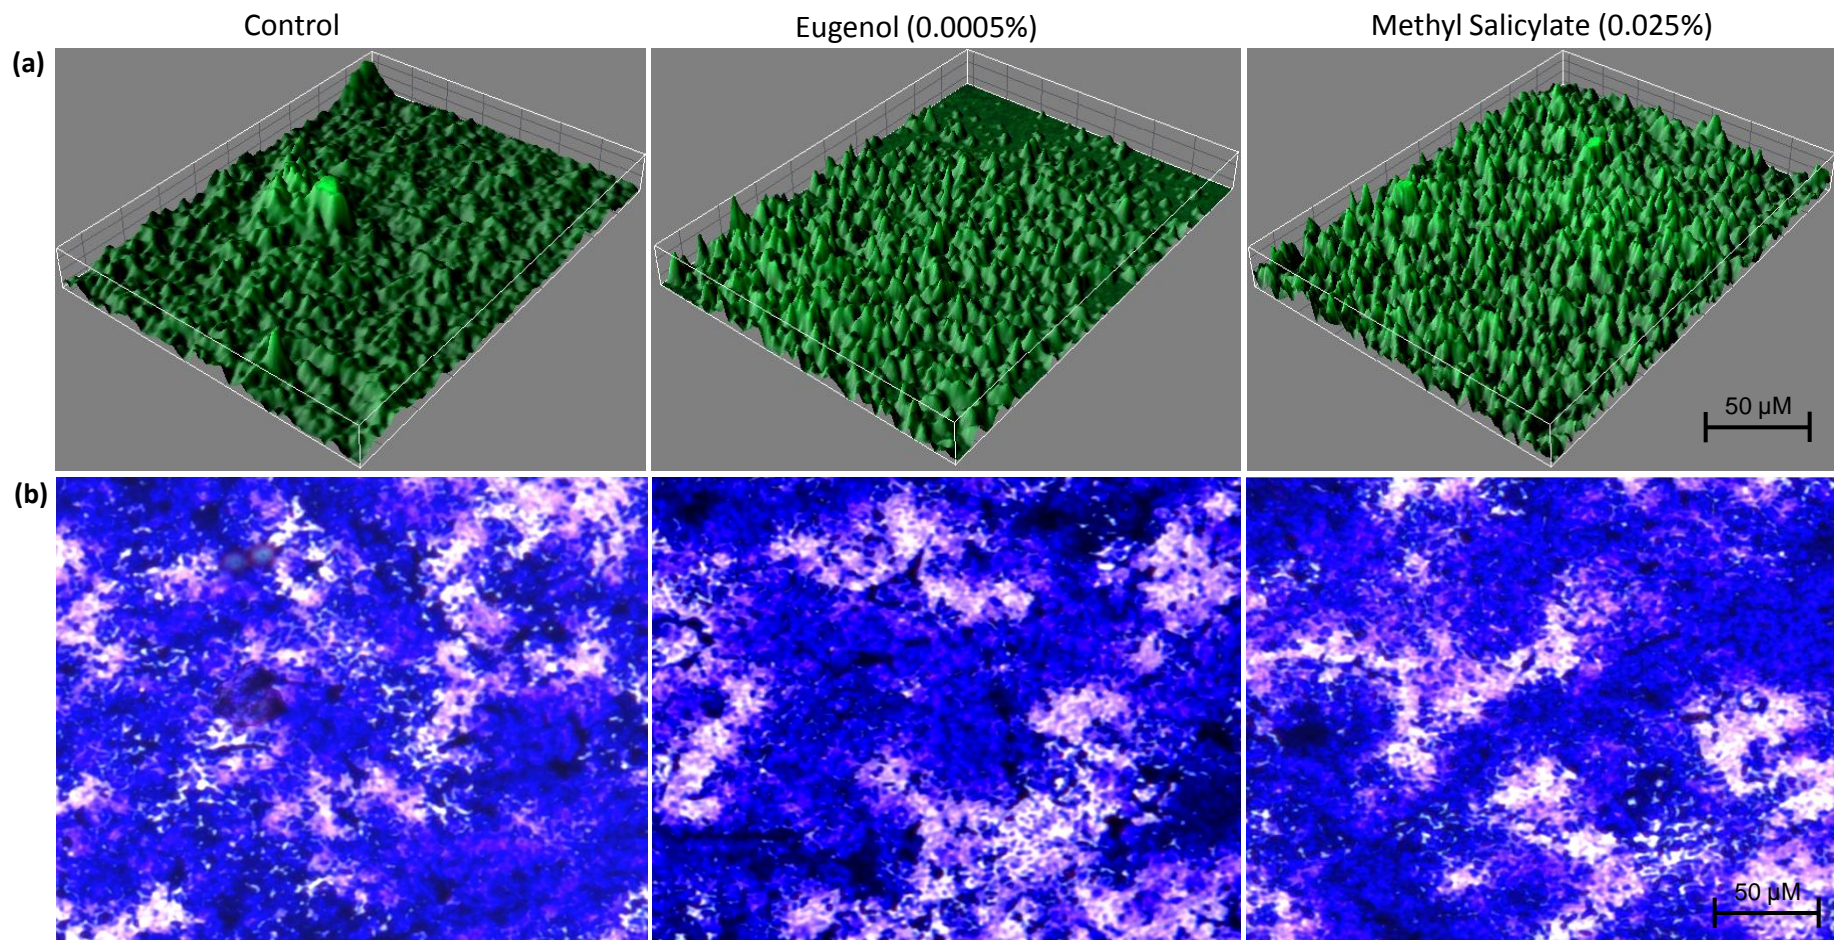 Control
Eugenol (0.0005%)
Methyl Salicylate (0.025%)
(a)
50 µM
(b)
50 µM